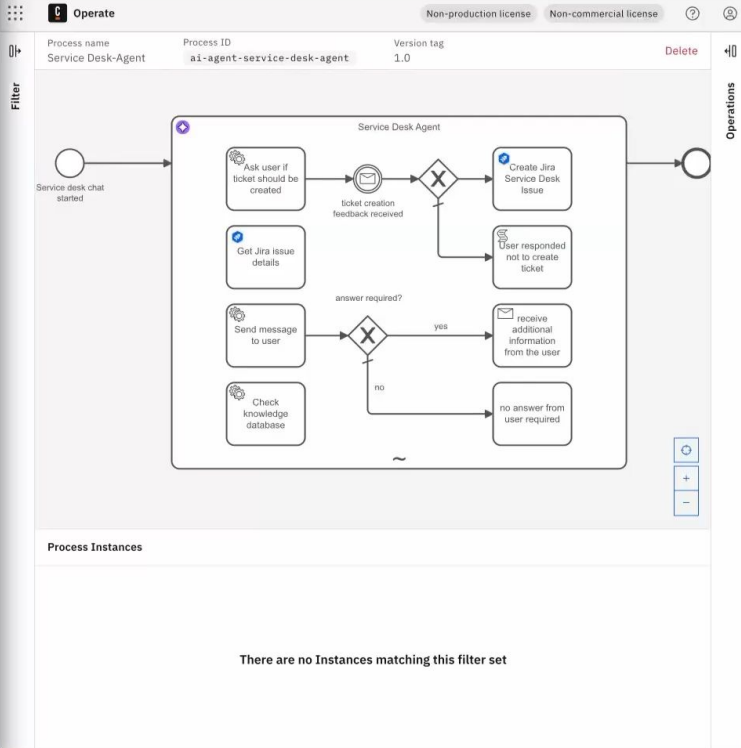 C Operate
Non-production license
Non-commercial license
Process name
Service Desk-Agent
Process ID
ai-agent-service-desk-agent
Version tag
1.0
Delete
Filter
Operations
Service Desk Agent
Service desk chat
started
Ask user if
ticket should be
created
ticket creation
feedback received
X
Create Jira
Service Desk
Issue
Get Jira issue
details
User responded
not to create
ticket
answer required?
Send message
to user
X
yes
receive
additional
information
from the user
no
Check
knowledge
database
no answer from
user required
~
+
−
Process Instances
There are no Instances matching this filter set